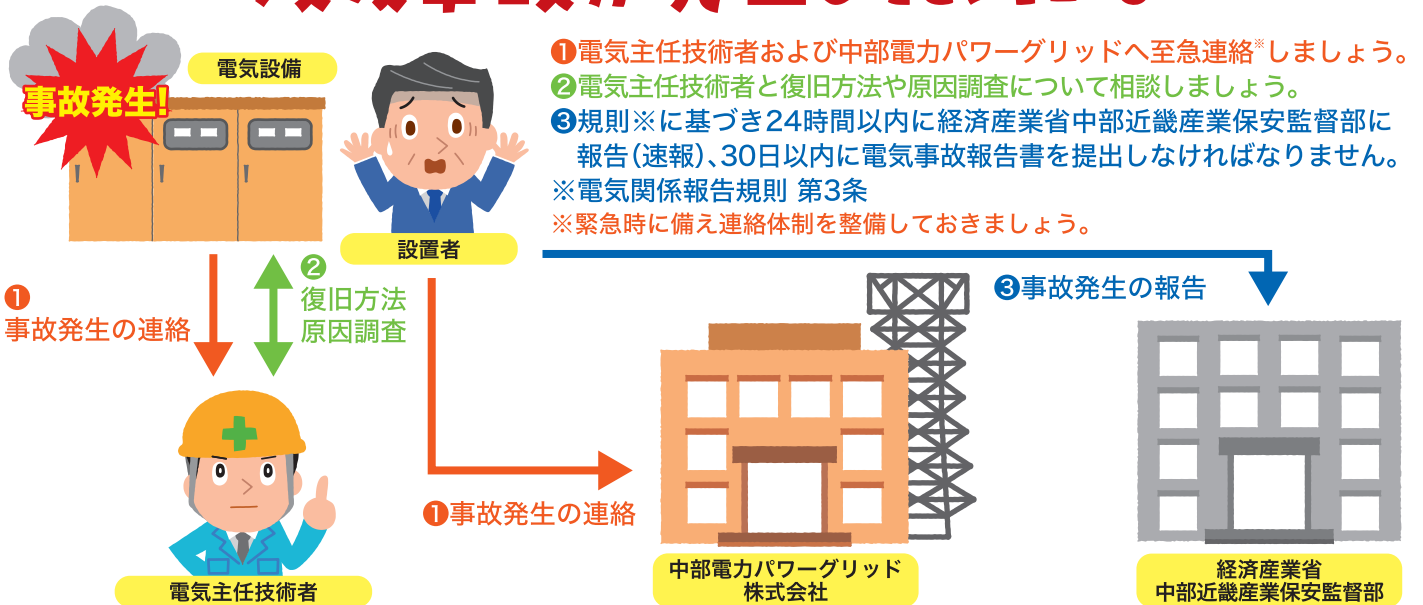 事故発生!
電気設備
設置者
❶電気主任技術者および中部電力パワーグリッドへ至急連絡※しましょう。
❷電気主任技術者と復旧方法や原因調査について相談しましょう。
❸規則※に基づき24時間以内に経済産業省中部近畿産業保安監督部に
報告(速報)、30日以内に電気事故報告書を提出しなければなりません。
※電気関係報告規則 第3条
※緊急時に備え連絡体制を整備しておきましょう。
❶
事故発生の連絡
❷
復旧方法
原因調査
❸事故発生の報告
❶事故発生の連絡
電気主任技術者
中部電力パワーグリッド
株式会社
経済産業省
中部近畿産業保安監督部